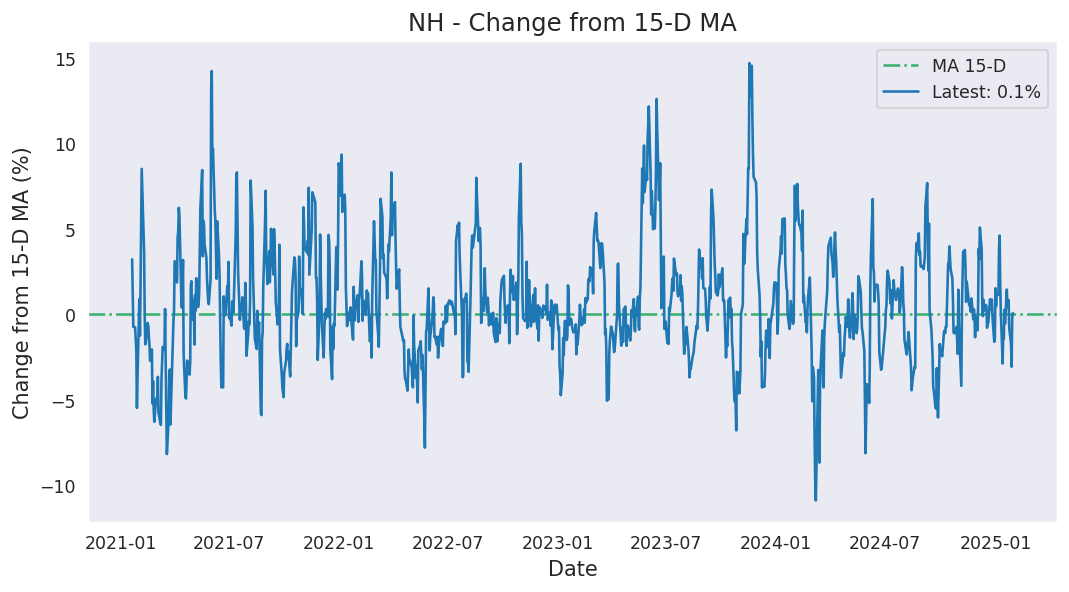 NH - Change from 15-D MA
MA 15-D
Latest: 0.1%
Change from 15-D MA (%)
15
10
5
0
−5
−10
2021-01 2021-07 2022-01 2022-07 2023-01 2023-07 2024-01 2024-07 2025-01
Date